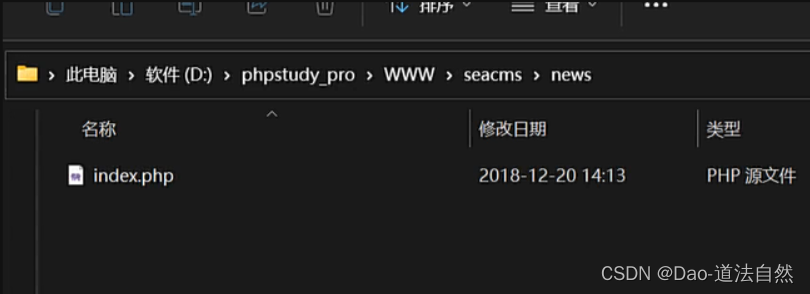 排序 查看
此电脑 > 软件 (D:) > phpstudy_pro > WWW > seacms > news
名称 修改日期 类型
index.php 2018-12-20 14:13 PHP 源文件
CSDN @Dao-道法自然